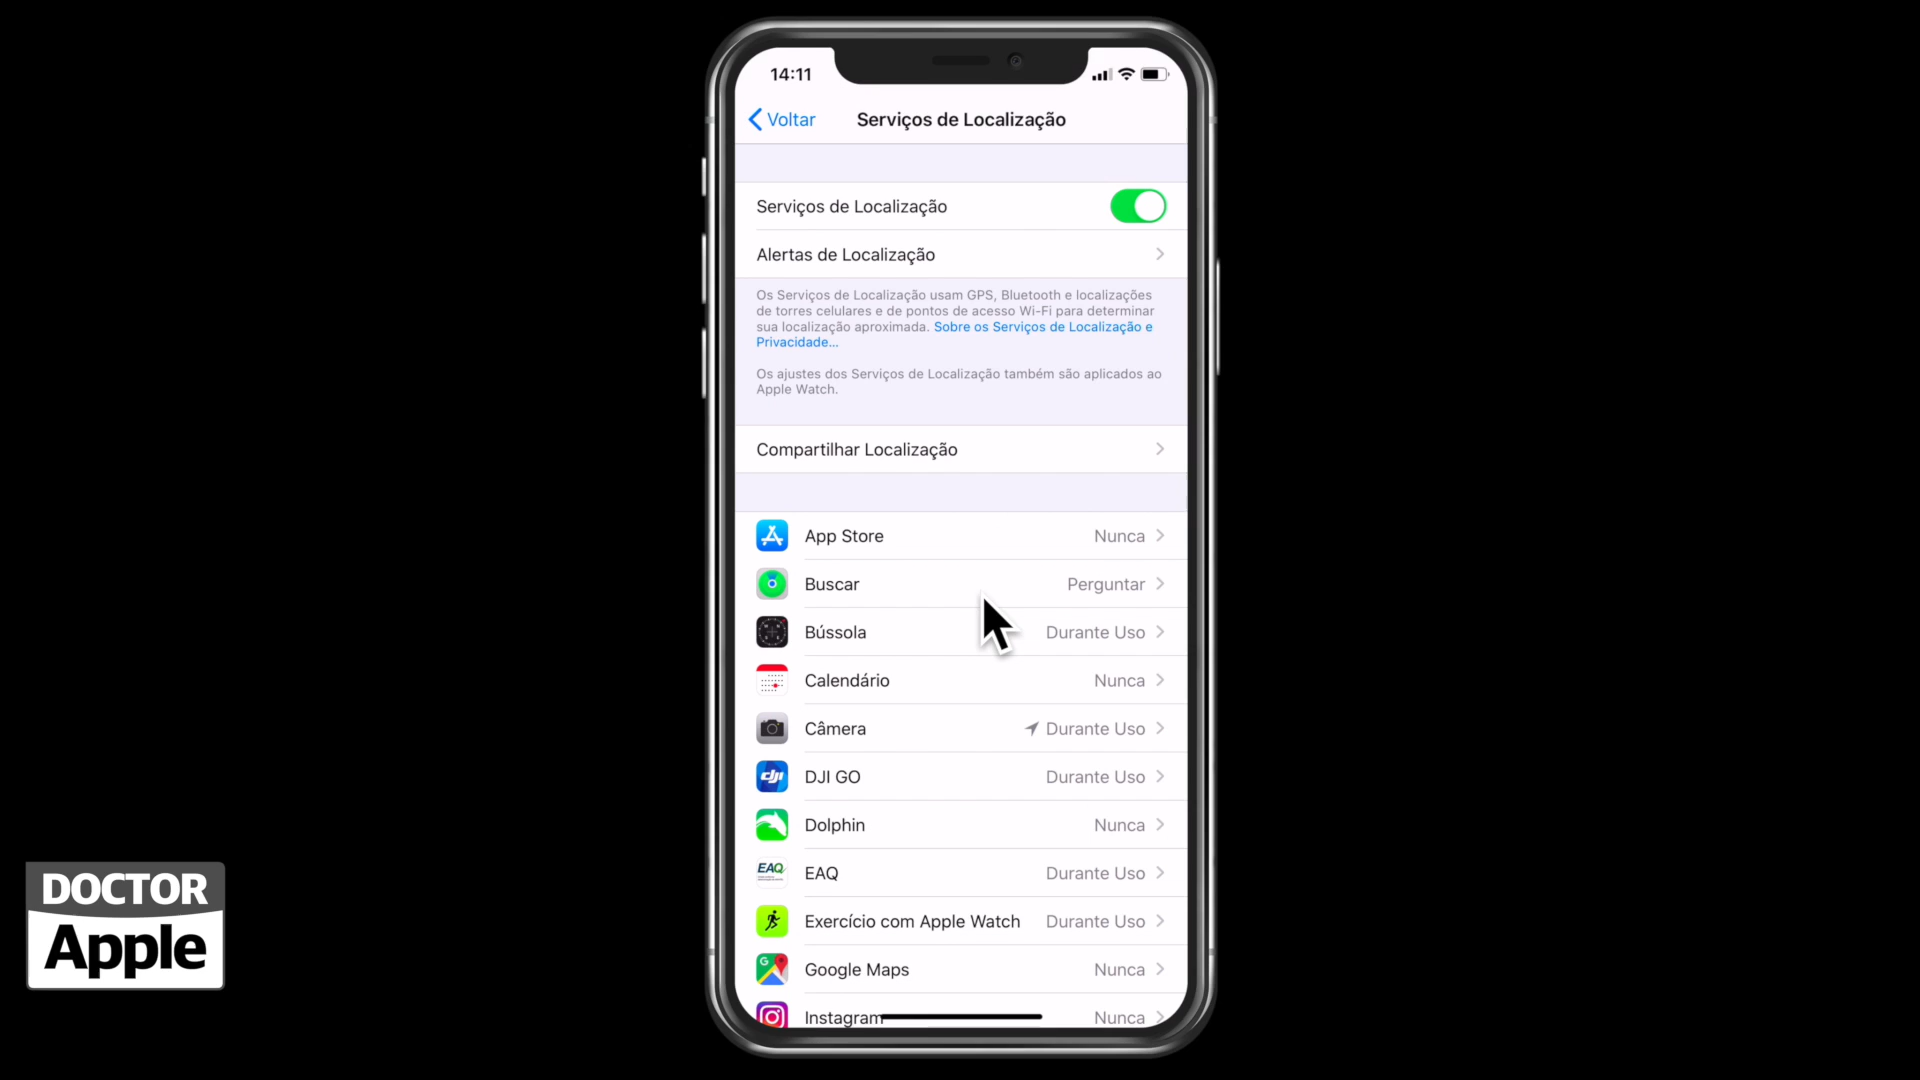 14:11
Voltar
Serviços de Localização
Serviços de Localização
Alertas de Localização
Os Serviços de Localização usam GPS, Bluetooth e localizações
de torres celulares e de pontos de acesso Wi-Fi para determinar
sua localização aproximada. Sobre os Serviços de Localização e
Privacidade...
Os ajustes dos Serviços de Localização também são aplicados ao
Apple Watch.
Compartilhar Localização
App Store Nunca
Buscar Perguntar
Bússola Durante Uso
Calendário Nunca
Câmera Durante Uso
dji
DJI GO Durante Uso
Dolphin Nunca
EAQ
EAQ Durante Uso
Exercício com Apple Watch Durante Uso
G
Google Maps Nunca
Instagram Nunca
DOCTOR
Apple